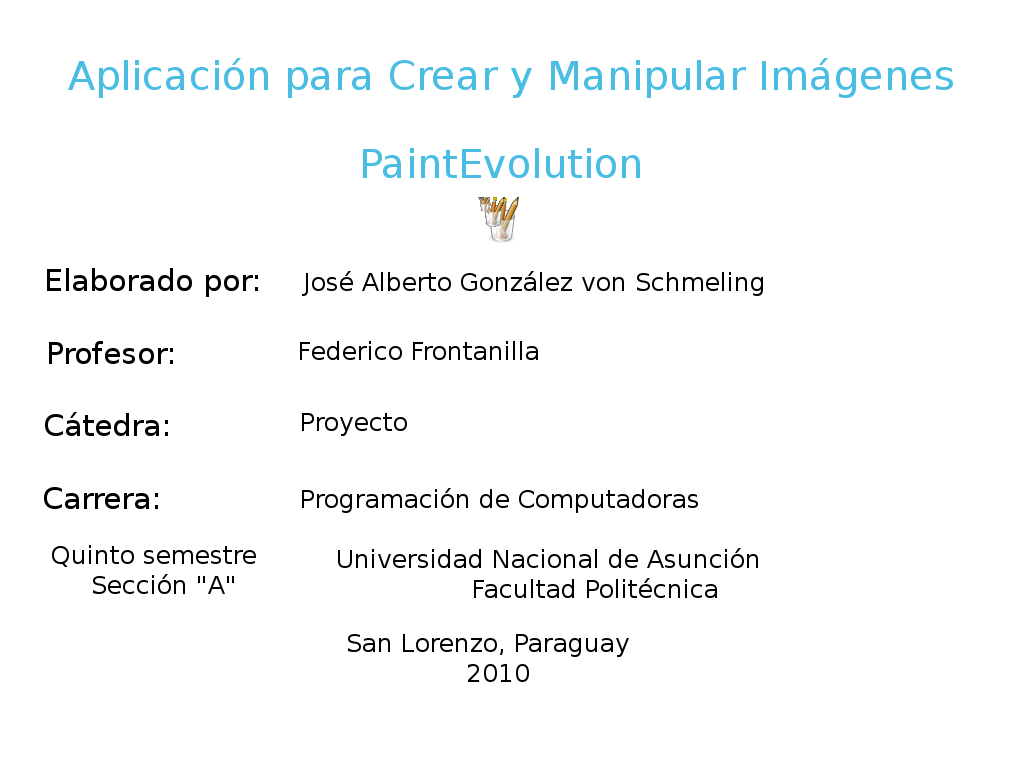 Aplicación para Crear y Manipular Imágenes
PaintEvolution
Elaborado por: José Alberto González von Schmeling
Profesor: Federico Frontanilla
Cátedra: Proyecto
Carrera: Programación de Computadoras
Quinto semestre
Sección "A"
Universidad Nacional de Asunción
Facultad Politécnica
San Lorenzo, Paraguay
2010